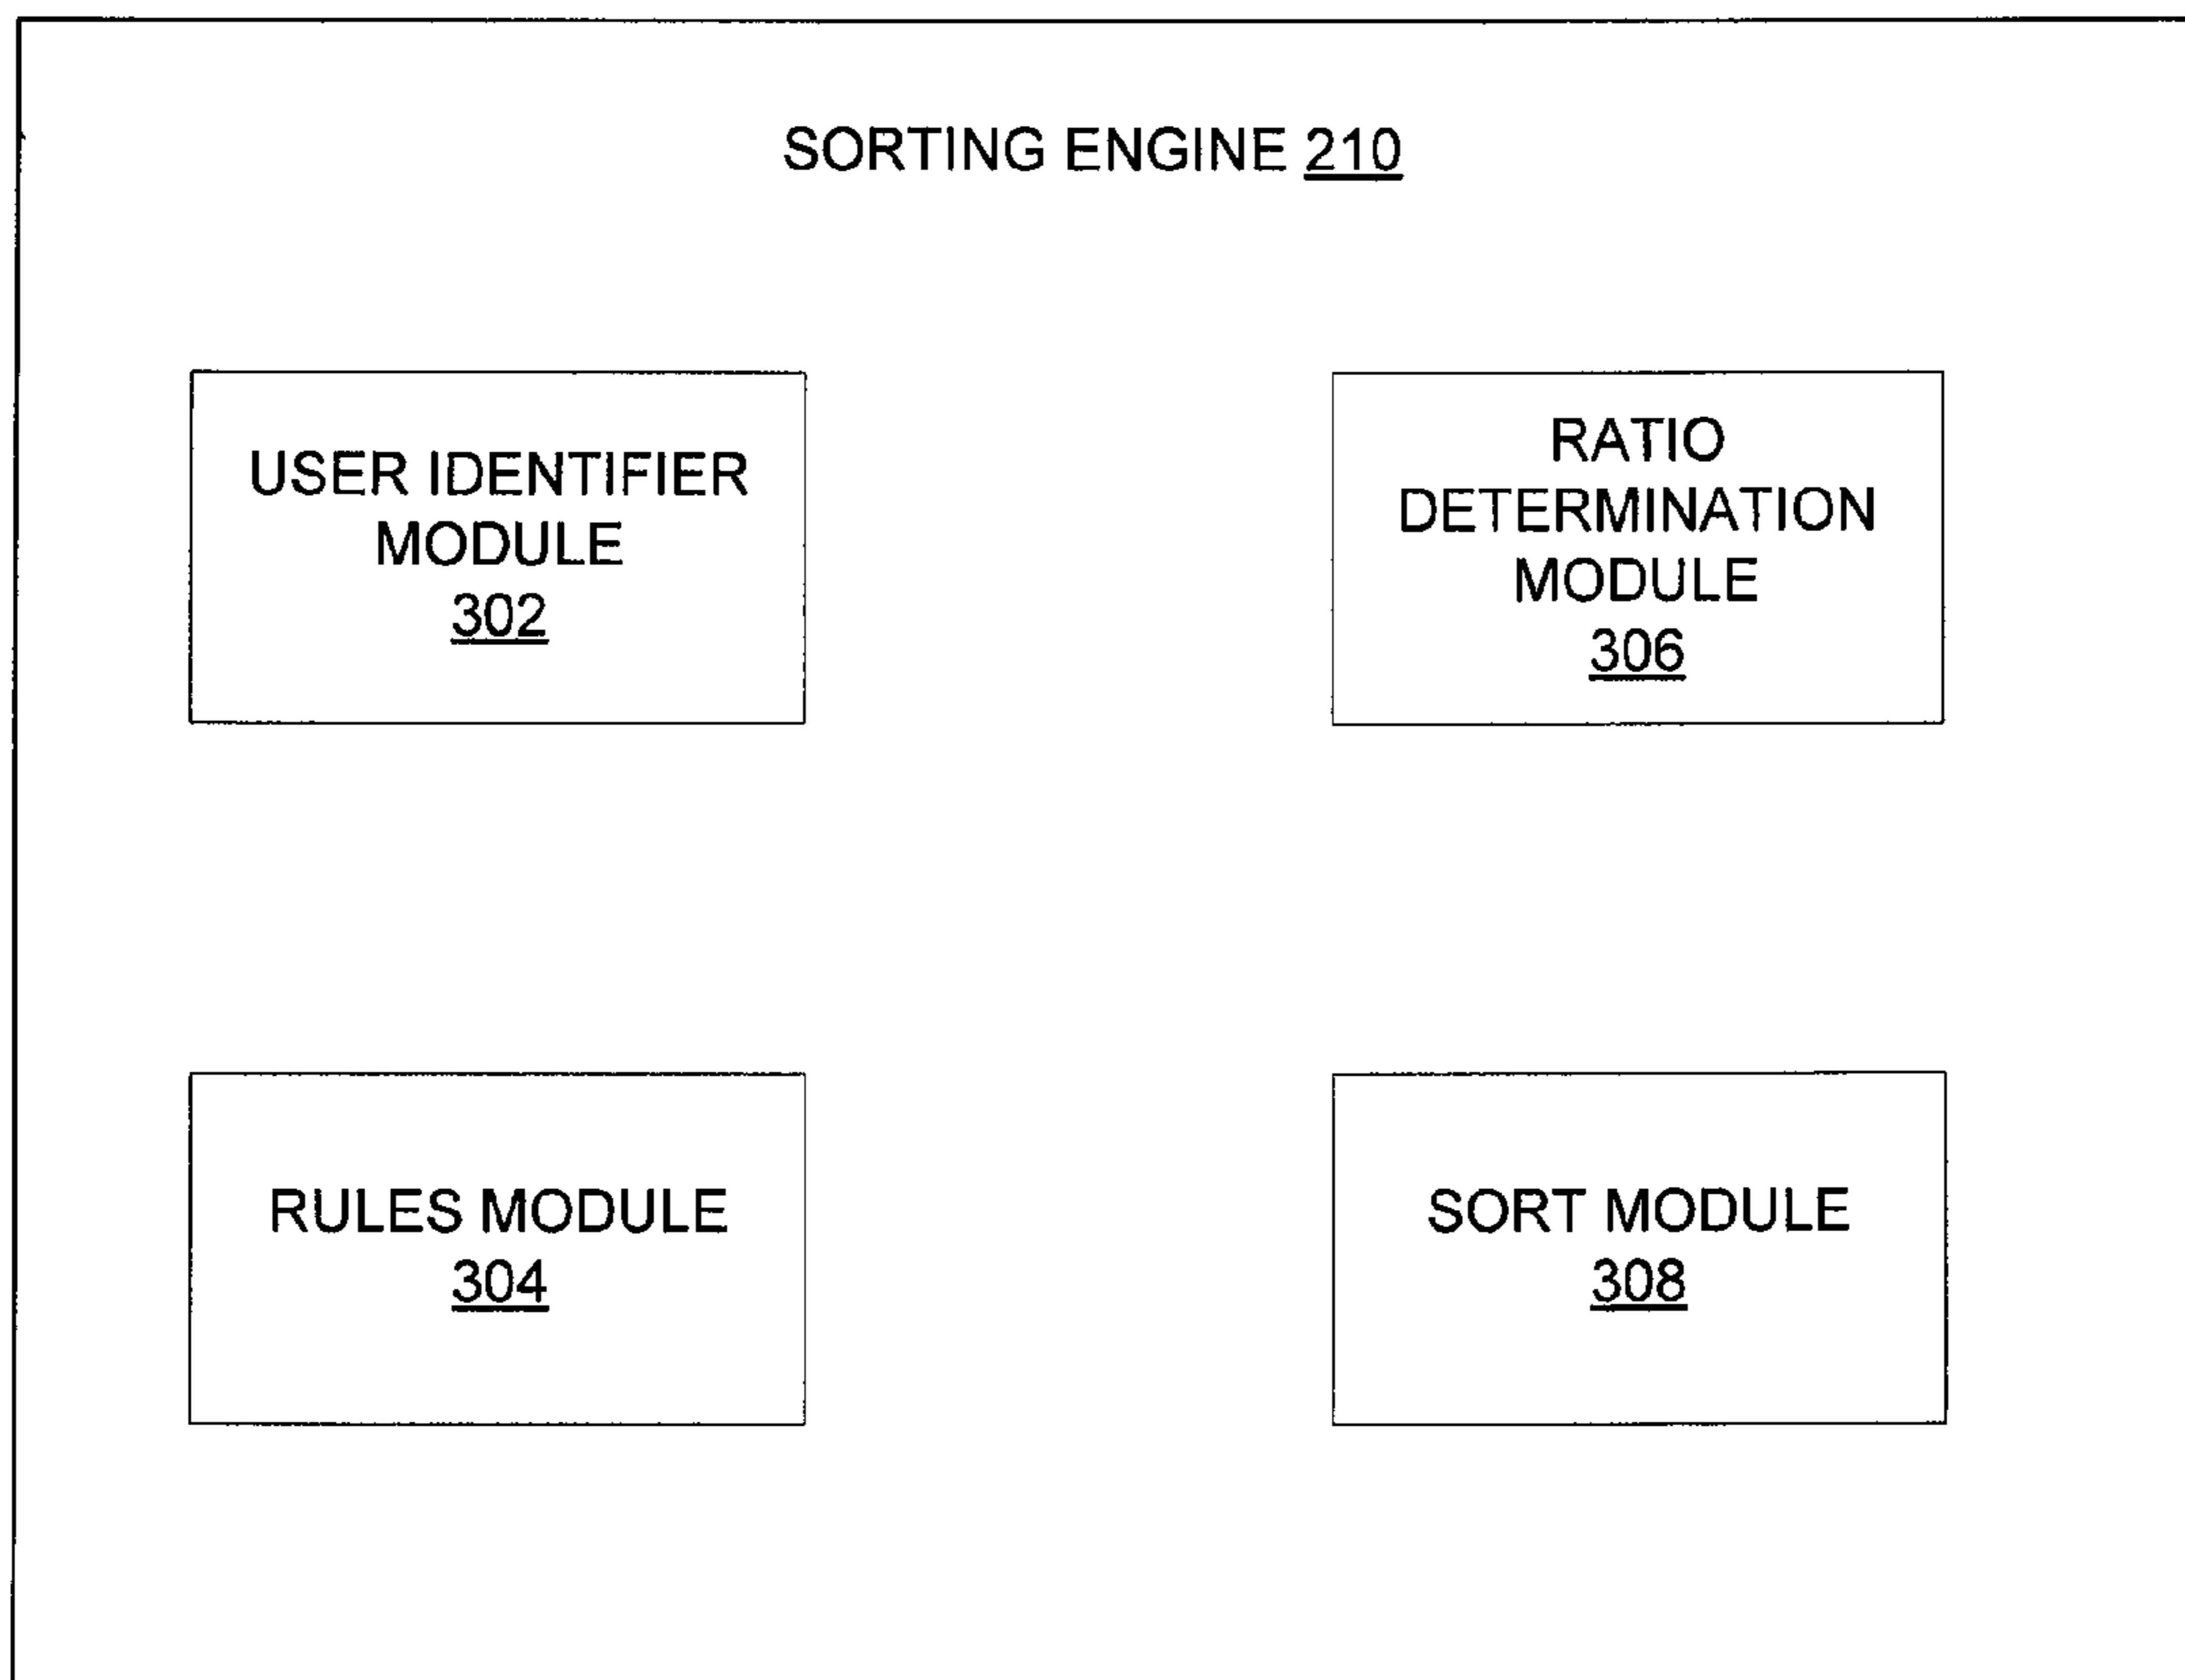 SORTING ENGINE 210
USER IDENTIFIER
MODULE
302
RATIO
DETERMINATION
MODULE
306
RULES MODULE
304
SORT MODULE
308